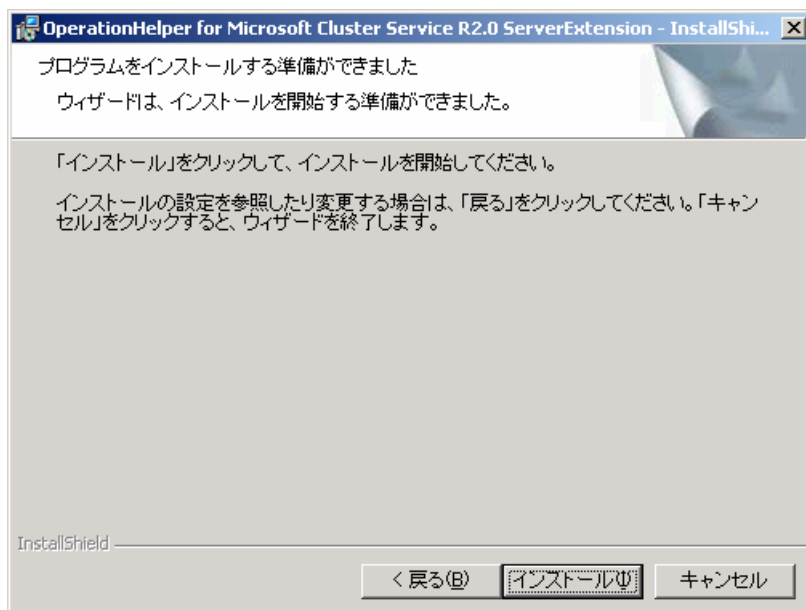 OperationHelper for Microsoft Cluster Service R2.0 ServerExtension - InstallShi...
プログラムをインストールする準備ができました
ウィザードは、インストールを開始する準備ができました。
「インストール」をクリックして、インストールを開始してください。
インストールの設定を参照したり変更する場合は、「戻る」をクリックしてください。「キャン
セル」をクリックすると、ウィザードを終了します。
InstallShield
< 戻る(B) インストール(I) キャンセル